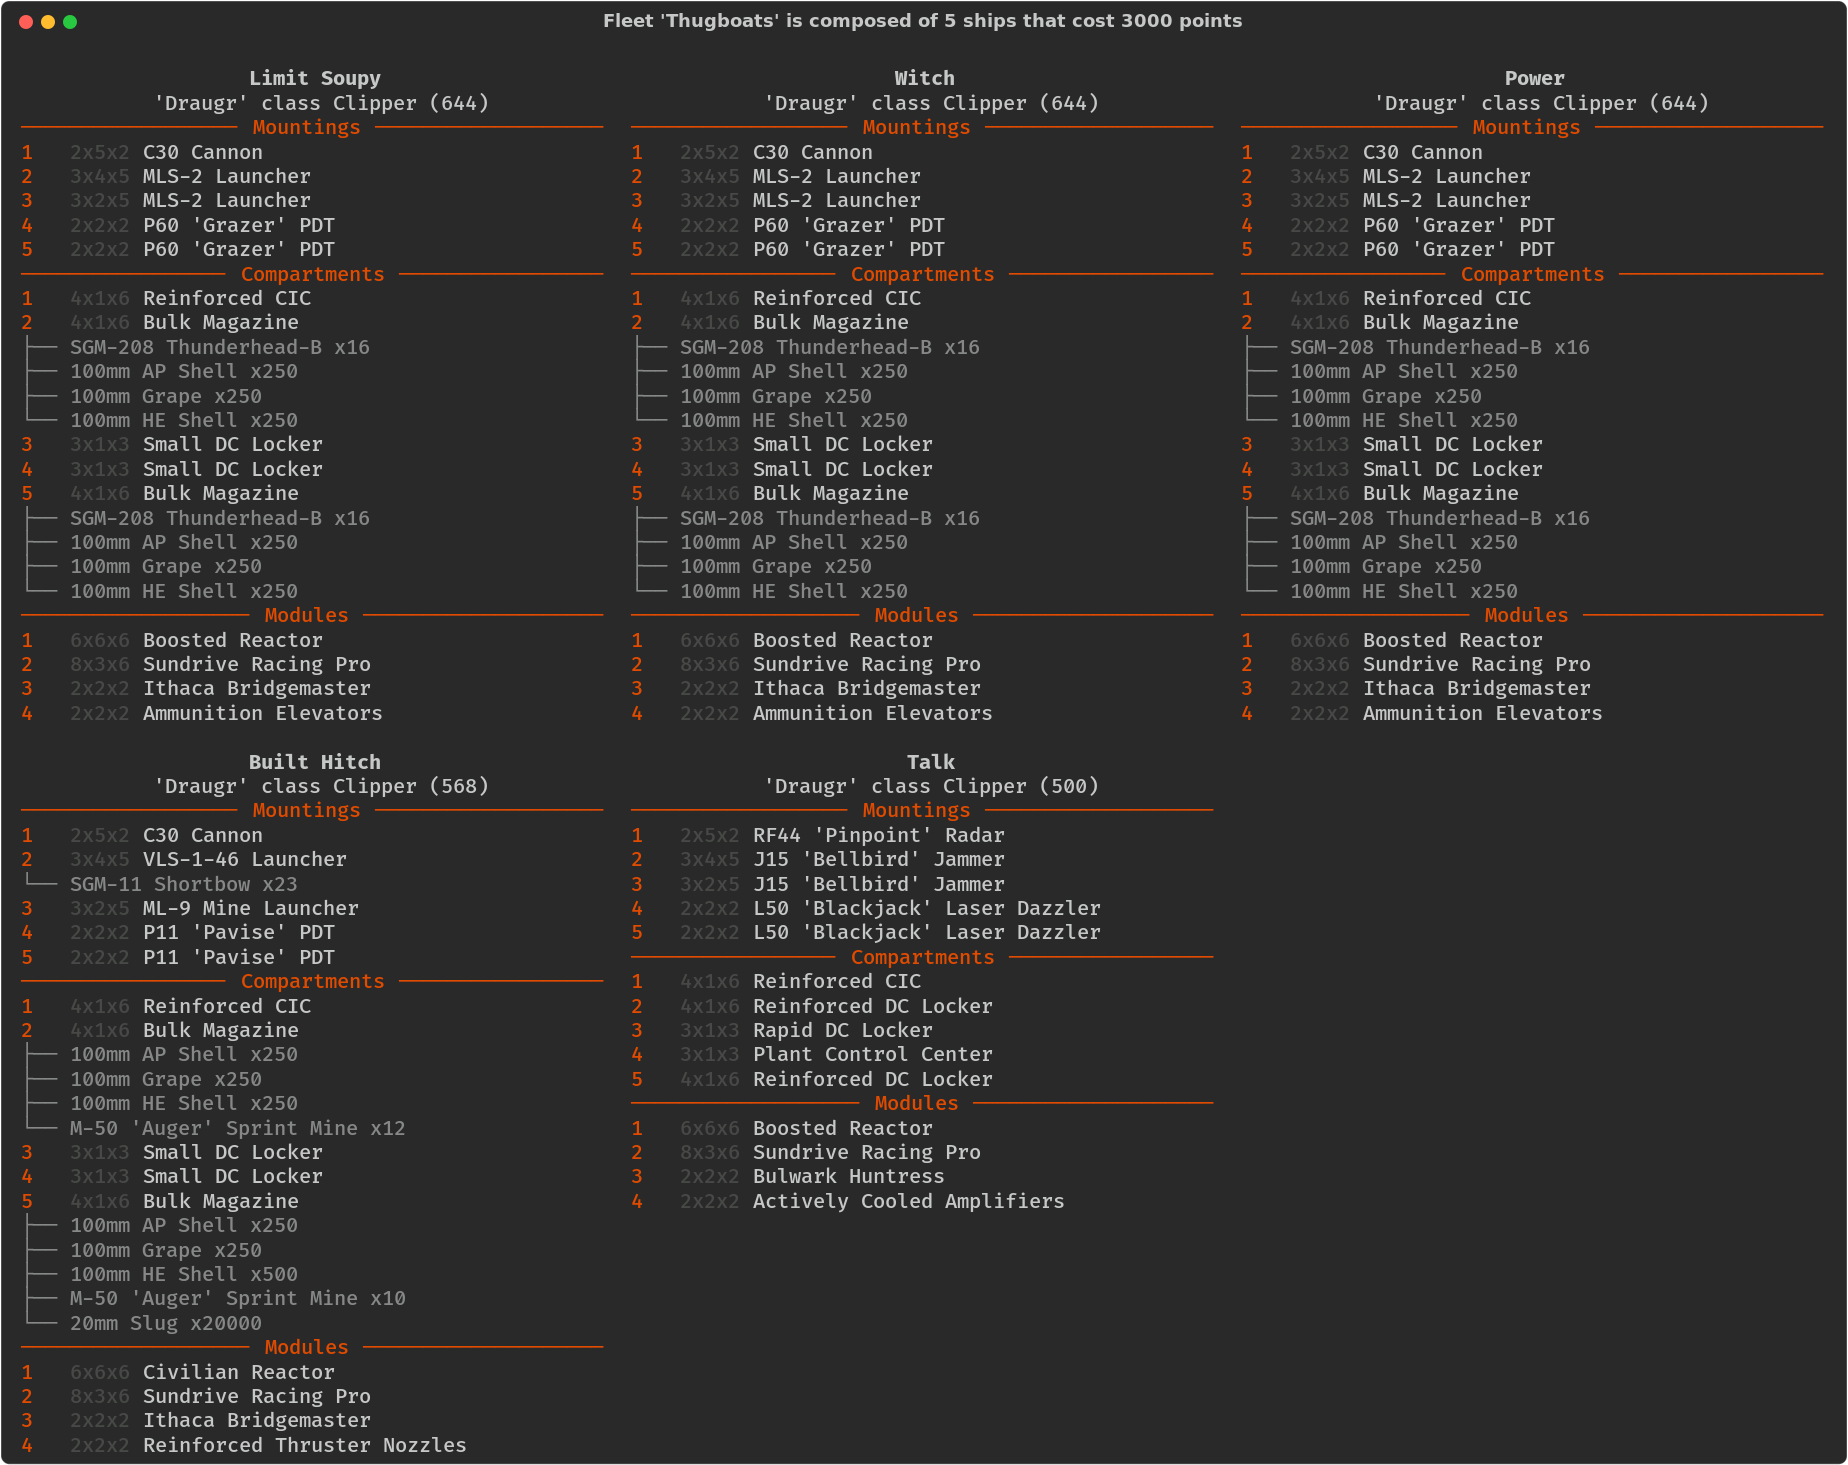 Fleet 'Thugboats' is composed of 5 ships that cost 3000 points
Limit Soupy
'Draugr' class Clipper (644)
Mountings
1 2x5x2 C30 Cannon
2 3x4x5 MLS-2 Launcher
3 3x2x5 MLS-2 Launcher
4 2x2x2 P60 'Grazer' PDT
5 2x2x2 P60 'Grazer' PDT
Compartments
1 4x1x6 Reinforced CIC
2 4x1x6 Bulk Magazine
SGM-208 Thunderhead-B x16
100mm AP Shell x250
100mm Grape x250
100mm HE Shell x250
3 3x1x3 Small DC Locker
4 3x1x3 Small DC Locker
5 4x1x6 Bulk Magazine
SGM-208 Thunderhead-B x16
100mm AP Shell x250
100mm Grape x250
100mm HE Shell x250
Modules
1 6x6x6 Boosted Reactor
2 8x3x6 Sundrive Racing Pro
3 2x2x2 Ithaca Bridgemaster
4 2x2x2 Ammunition Elevators
Witch
'Draugr' class Clipper (644)
Mountings
1 2x5x2 C30 Cannon
2 3x4x5 MLS-2 Launcher
3 3x2x5 MLS-2 Launcher
4 2x2x2 P60 'Grazer' PDT
5 2x2x2 P60 'Grazer' PDT
Compartments
1 4x1x6 Reinforced CIC
2 4x1x6 Bulk Magazine
SGM-208 Thunderhead-B x16
100mm AP Shell x250
100mm Grape x250
100mm HE Shell x250
3 3x1x3 Small DC Locker
4 3x1x3 Small DC Locker
5 4x1x6 Bulk Magazine
SGM-208 Thunderhead-B x16
100mm AP Shell x250
100mm Grape x250
100mm HE Shell x250
Modules
1 6x6x6 Boosted Reactor
2 8x3x6 Sundrive Racing Pro
3 2x2x2 Ithaca Bridgemaster
4 2x2x2 Ammunition Elevators
Power
'Draugr' class Clipper (644)
Mountings
1 2x5x2 C30 Cannon
2 3x4x5 MLS-2 Launcher
3 3x2x5 MLS-2 Launcher
4 2x2x2 P60 'Grazer' PDT
5 2x2x2 P60 'Grazer' PDT
Compartments
1 4x1x6 Reinforced CIC
2 4x1x6 Bulk Magazine
SGM-208 Thunderhead-B x16
100mm AP Shell x250
100mm Grape x250
100mm HE Shell x250
3 3x1x3 Small DC Locker
4 3x1x3 Small DC Locker
5 4x1x6 Bulk Magazine
SGM-208 Thunderhead-B x16
100mm AP Shell x250
100mm Grape x250
100mm HE Shell x250
Modules
1 6x6x6 Boosted Reactor
2 8x3x6 Sundrive Racing Pro
3 2x2x2 Ithaca Bridgemaster
4 2x2x2 Ammunition Elevators
Built Hitch
'Draugr' class Clipper (568)
Mountings
1 2x5x2 C30 Cannon
2 3x4x5 VLS-1-46 Launcher
SGM-11 Shortbow x23
3 3x2x5 ML-9 Mine Launcher
4 2x2x2 P11 'Pavise' PDT
5 2x2x2 P11 'Pavise' PDT
Compartments
1 4x1x6 Reinforced CIC
2 4x1x6 Bulk Magazine
100mm AP Shell x250
100mm Grape x250
100mm HE Shell x250
M-50 'Auger' Sprint Mine x12
3 3x1x3 Small DC Locker
4 3x1x3 Small DC Locker
5 4x1x6 Bulk Magazine
100mm AP Shell x250
100mm Grape x250
100mm HE Shell x500
M-50 'Auger' Sprint Mine x10
20mm Slug x20000
Modules
1 6x6x6 Civilian Reactor
2 8x3x6 Sundrive Racing Pro
3 2x2x2 Ithaca Bridgemaster
4 2x2x2 Reinforced Thruster Nozzles
Talk
'Draugr' class Clipper (500)
Mountings
1 2x5x2 RF44 'Pinpoint' Radar
2 3x4x5 J15 'Bellbird' Jammer
3 3x2x5 J15 'Bellbird' Jammer
4 2x2x2 L50 'Blackjack' Laser Dazzler
5 2x2x2 L50 'Blackjack' Laser Dazzler
Compartments
1 4x1x6 Reinforced CIC
2 4x1x6 Reinforced DC Locker
3 3x1x3 Rapid DC Locker
4 3x1x3 Plant Control Center
5 4x1x6 Reinforced DC Locker
Modules
1 6x6x6 Boosted Reactor
2 8x3x6 Sundrive Racing Pro
3 2x2x2 Bulwark Huntress
4 2x2x2 Actively Cooled Amplifiers